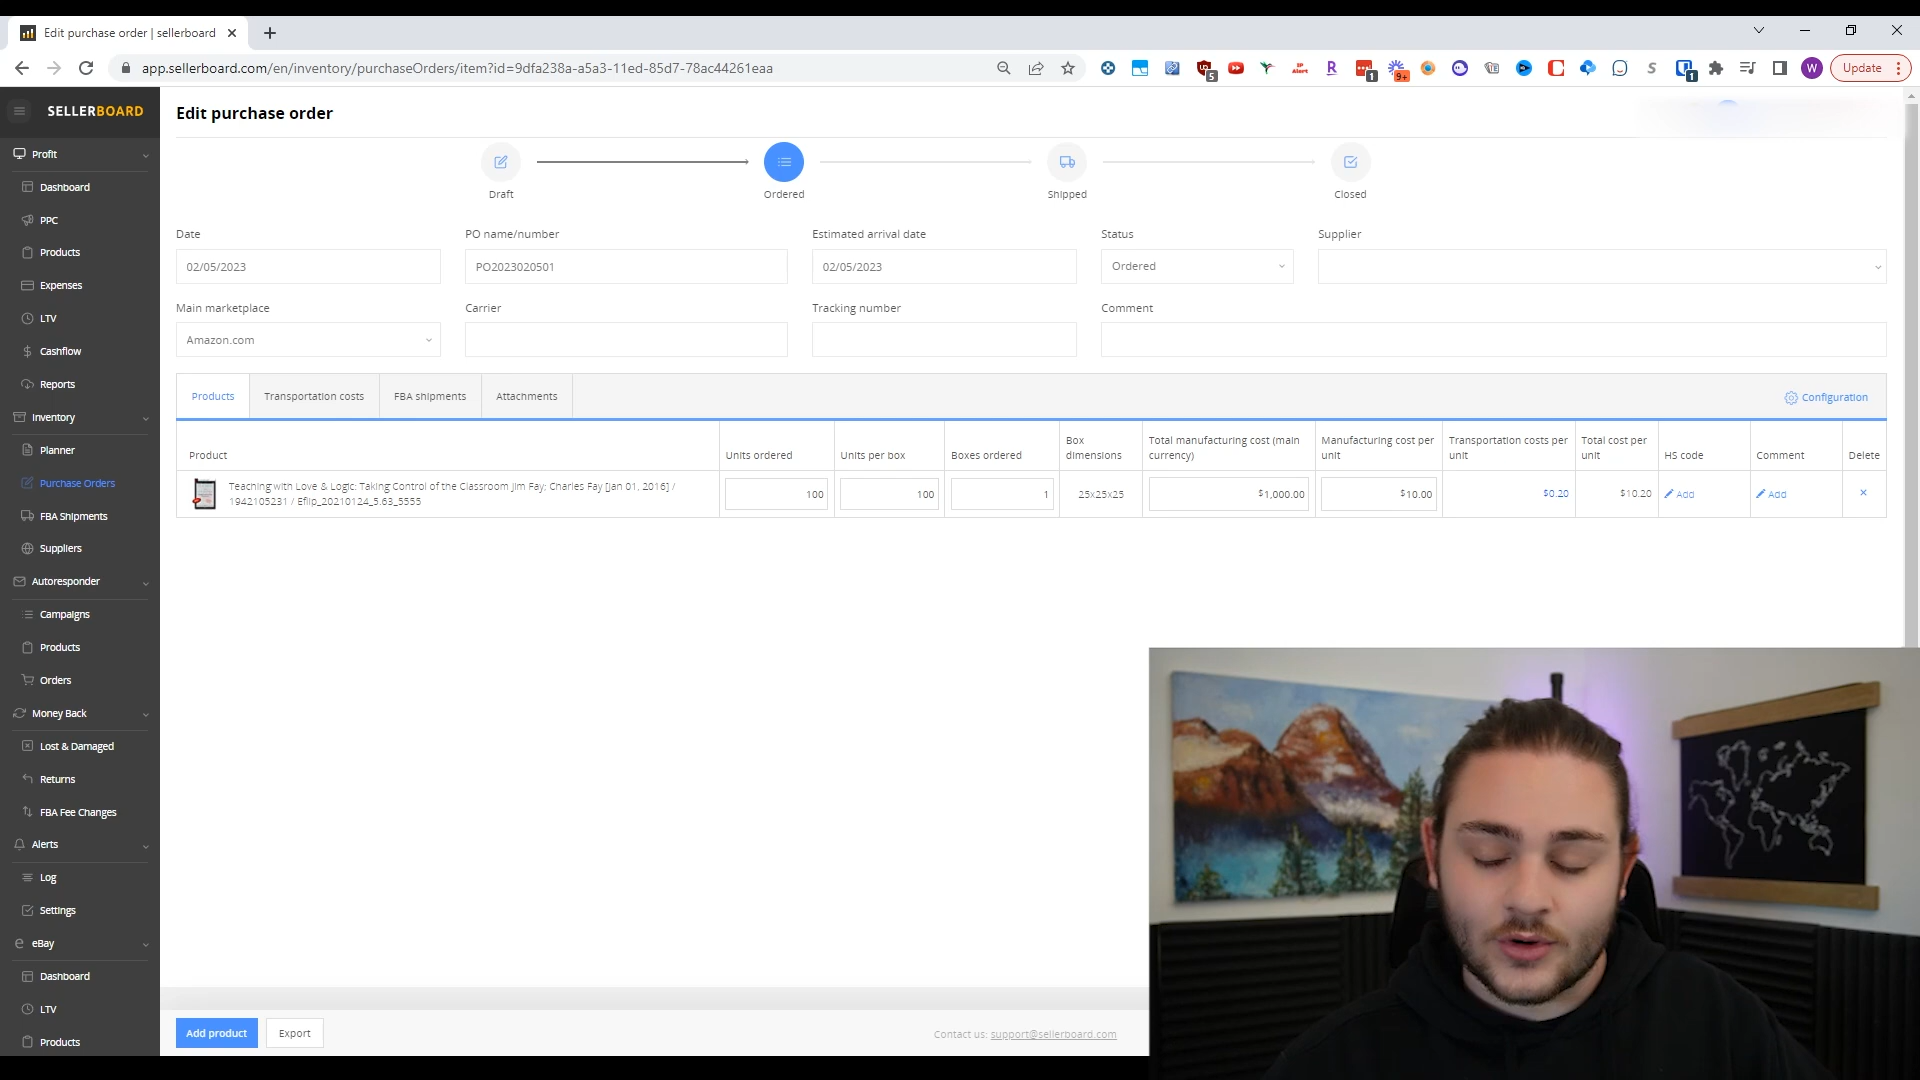 Edit purchase order | sellerboard
app.sellerboard.com/en/inventory/purchaseOrders/item?id=9dfa238a-a5a3-11ed-85d7-78ac44261eaa
Update
SELLERBOARD
Edit purchase order
Draft
Ordered
Shipped
Closed
Profit
Dashboard
PPC
Products
Expenses
LTV
Cashflow
Reports
Inventory
Planner
Purchase Orders
FBA Shipments
Suppliers
Autoresponder
Campaigns
Products
Orders
Money Back
Lost & Damaged
Returns
FBA Fee Changes
Alerts
Log
Settings
eBay
Dashboard
LTV
Products
Date
PO name/number
Estimated arrival date
Status
Supplier
02/05/2023
PO2023020501
02/05/2023
Ordered
Main marketplace
Carrier
Tracking number
Comment
Amazon.com
Products
Transportation costs
FBA shipments
Attachments
Configuration
Product
Units ordered
Units per box
Boxes ordered
Box dimensions
Total manufacturing cost (main currency)
Manufacturing cost per unit
Transportation costs per unit
Total cost per unit
HS code
Comment
Delete
Teaching with Love & Logic: Taking Control of the Classroom Jim Fay; Charles Fay [Jan 01, 2016] /
1942105231 / Eflip_20210124_5.63_5555
100
100
1
25x25x25
$1,000.00
$10.00
$0.20
$10.20
Add
Add
Add product
Export
Contact us: support@sellerboard.com